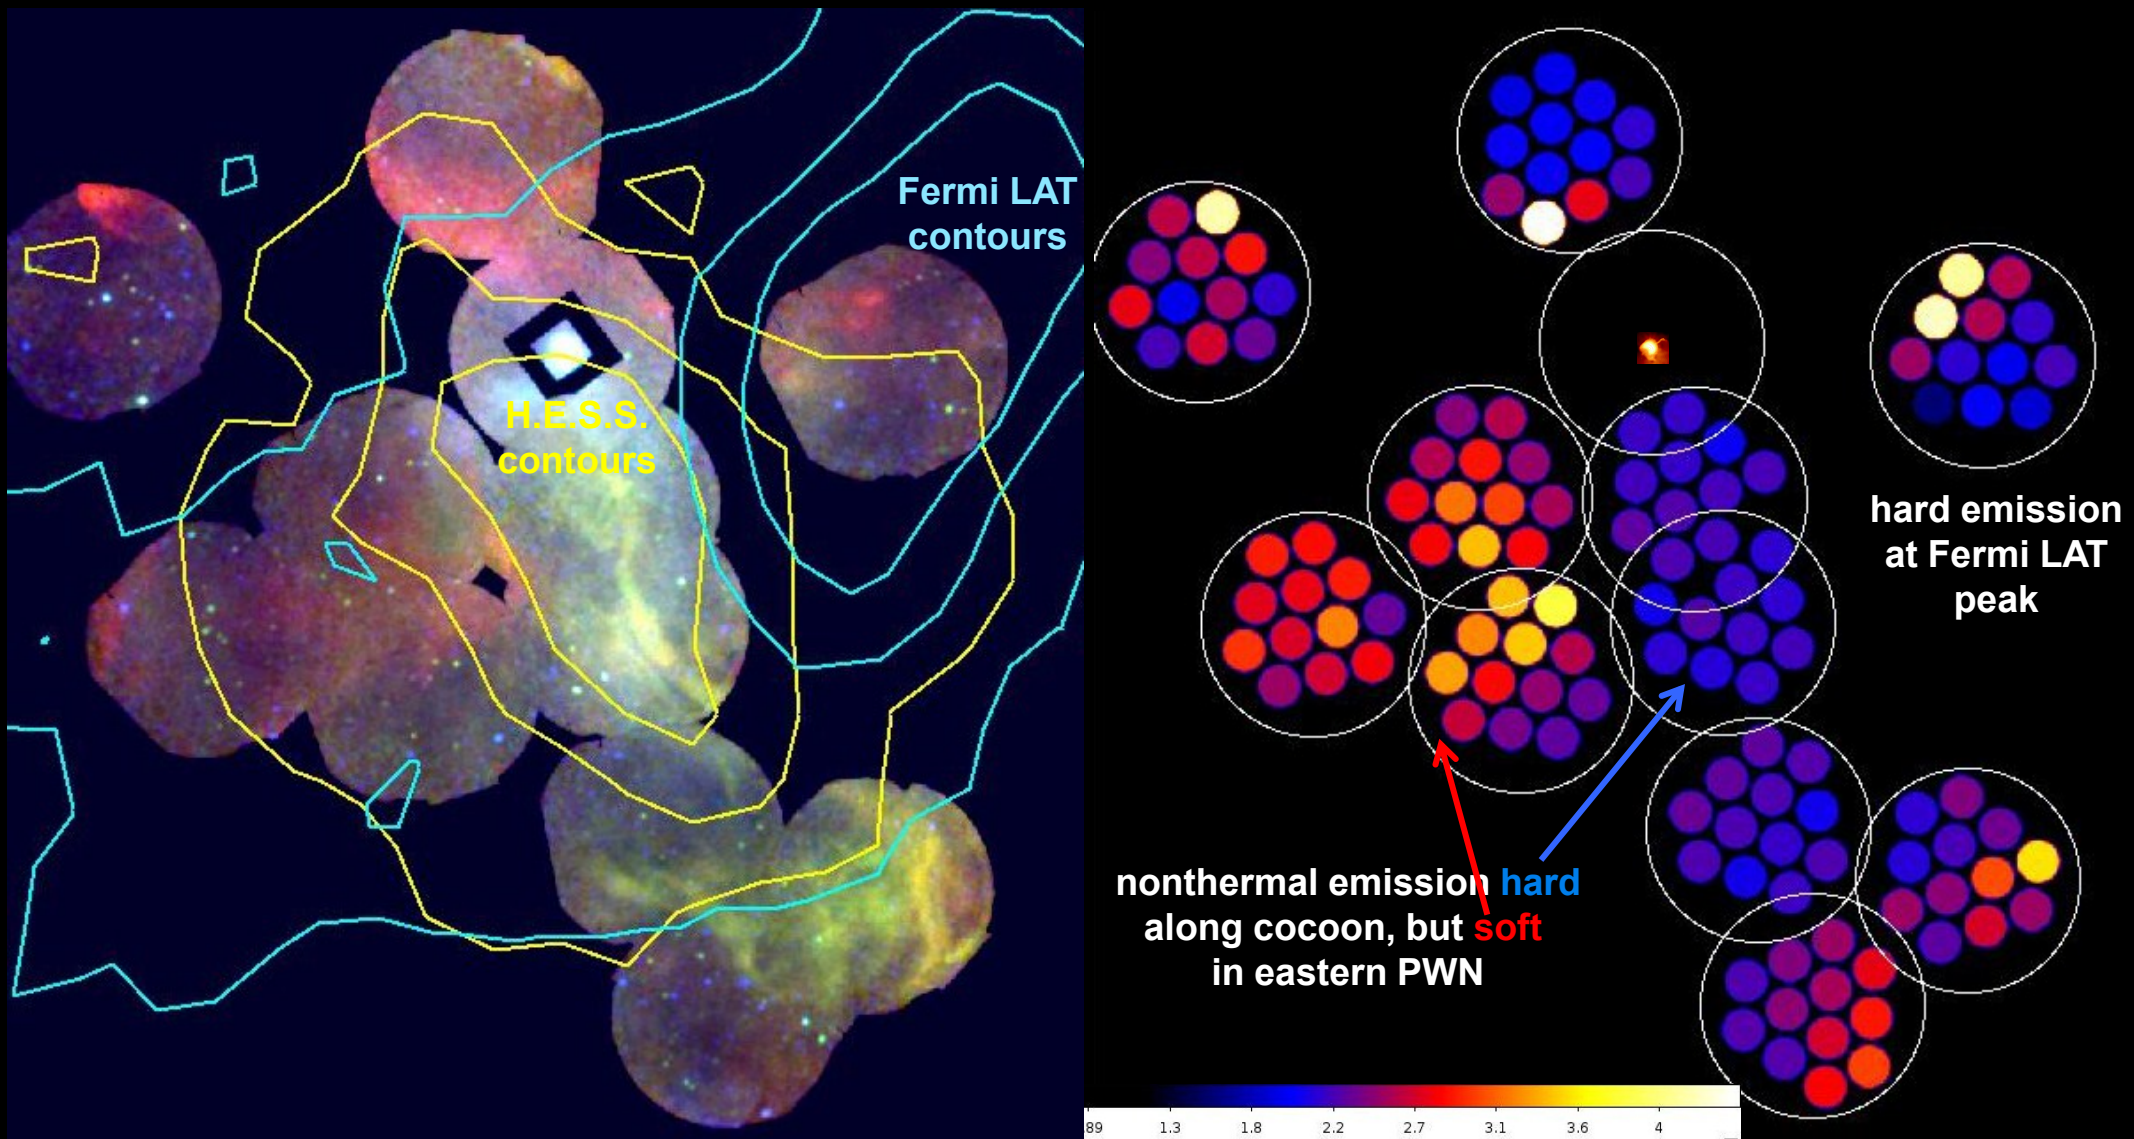 Fermi LAT
contours
H.E.S.S.
contours
hard emission
at Fermi LAT
peak
nonthermal emission hard
along cocoon, but soft
in eastern PWN
89 1.3 1.8 2.2 2.7 3.1 3.6 4